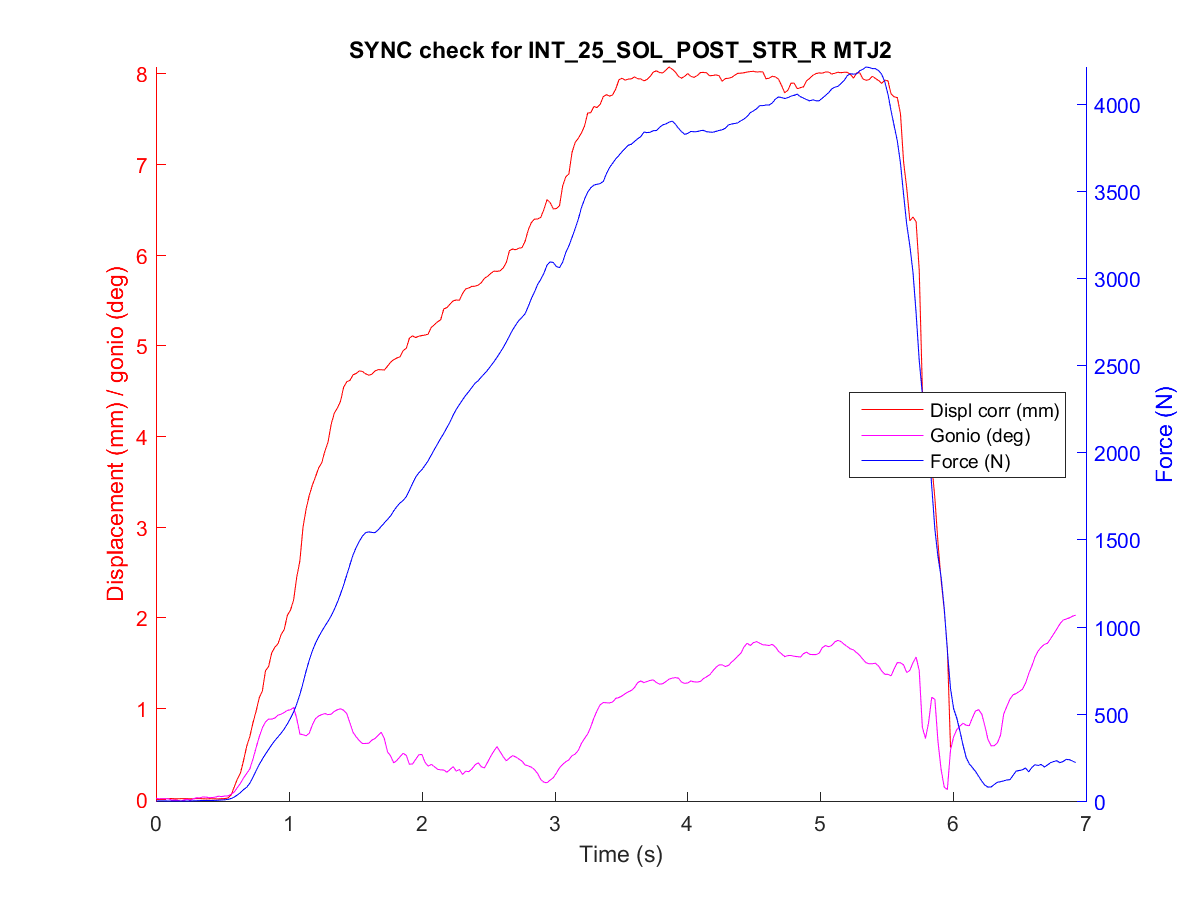 SYNC check for INT_25_SOL_POST_STR_R MTJ2
8
7
6
5
4
3
2
1
0
Displacement (mm) / gonio (deg)
4000
3500
3000
2500
2000
1500
1000
500
0
Force (N)
Displ corr (mm)
Gonio (deg)
Force (N)
0 1 2 3 4 5 6 7
Time (s)